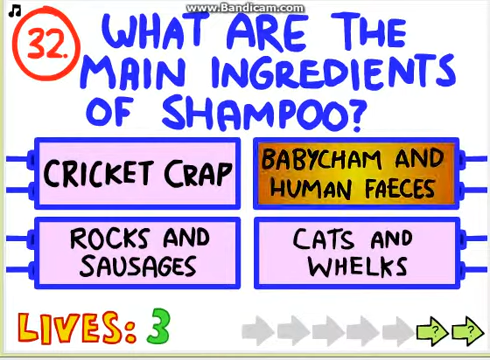 www.Bandicam.com
32.
WHAT ARE THE
MAIN INGREDIENTS
OF SHAMPOO?
CRICKET CRAP
BABYCHAM AND
HUMAN FAECES
ROCKS AND
SAUSAGES
CATS AND
WHELKS
LIVES: 3
? ?